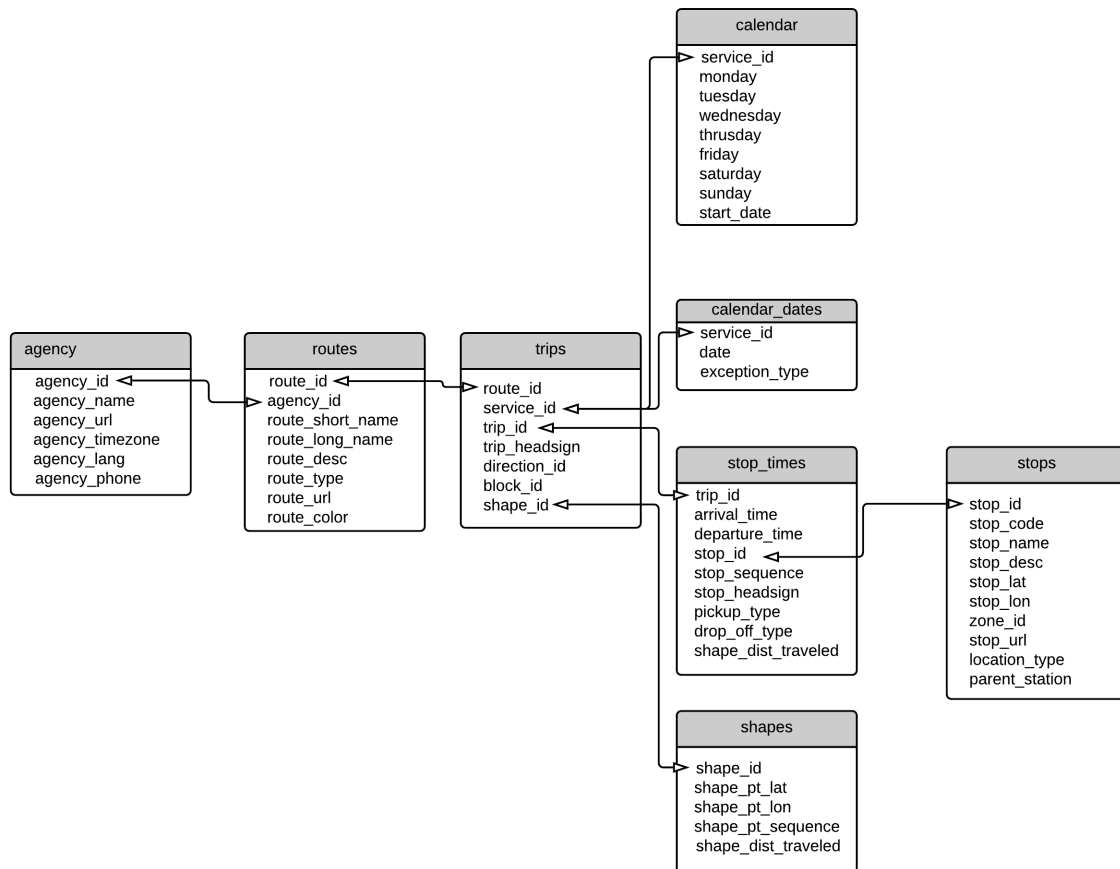 calendar
service_id
monday
tuesday
wednesday
thrusday
friday
saturday
sunday
start_date
calendar_dates
service_id
date
exception_type
agency
agency_id
agency_name
agency_url
agency_timezone
agency_lang
agency_phone
routes
route_id
agency_id
route_short_name
route_long_name
route_desc
route_type
route_url
route_color
trips
route_id
service_id
trip_id
trip_headsign
direction_id
block_id
shape_id
stop_times
trip_id
arrival_time
departure_time
stop_id
stop_sequence
stop_headsign
pickup_type
drop_off_type
shape_dist_traveled
stops
stop_id
stop_code
stop_name
stop_desc
stop_lat
stop_lon
zone_id
stop_url
location_type
parent_station
shapes
shape_id
shape_pt_lat
shape_pt_lon
shape_pt_sequence
shape_dist_traveled